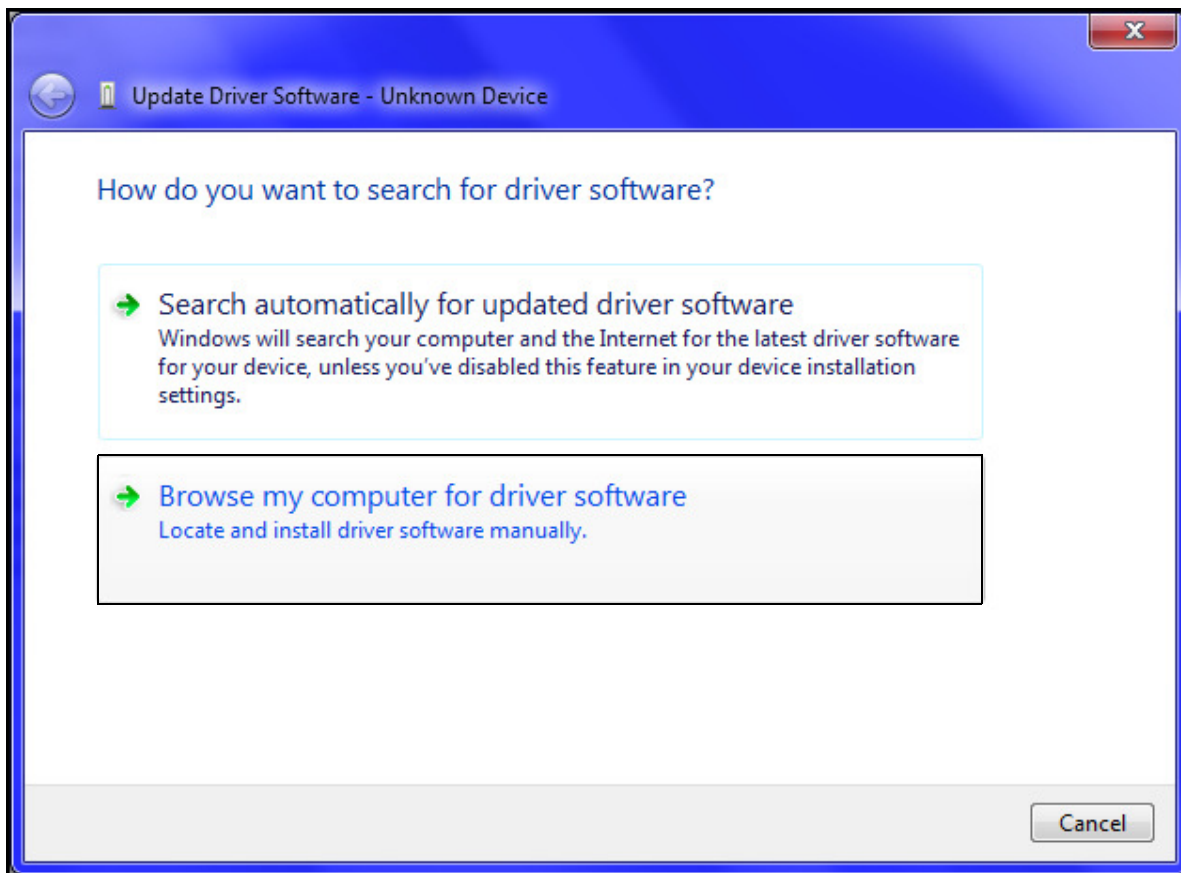 x
Update Driver Software - Unknown Device
How do you want to search for driver software?
Search automatically for updated driver software
Windows will search your computer and the Internet for the latest driver software
for your device, unless you've disabled this feature in your device installation
settings.
Browse my computer for driver software
Locate and install driver software manually.
Cancel